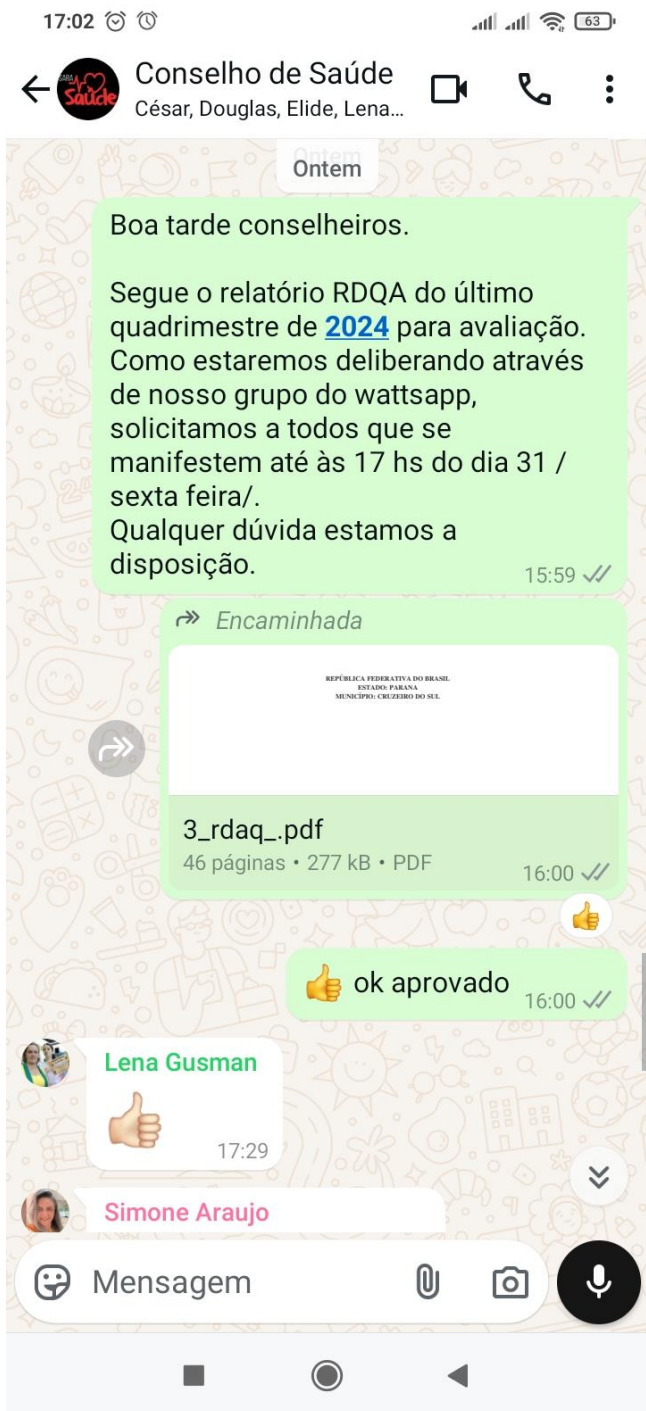 17:02
63
SARA
Saúde
Conselho de Saúde
César, Douglas, Elide, Lena...
Ontem
Boa tarde conselheiros.
Segue o relatório RDQA do último
quadrimestre de 2024 para avaliação.
Como estaremos deliberando através
de nosso grupo do wattsapp,
solicitamos a todos que se
manifestem até às 17 hs do dia 31 /
sexta feira/.
Qualquer dúvida estamos a
disposição.
15:59
Encaminhada
REPÚBLICA FEDERATIVA DO BRASIL
ESTADO: PARANA
MUNICÍPIO: CRUZEIRO DO SUL
3_rdaq_.pdf
46 páginas • 277 kB • PDF
16:00
👍
👍 ok aprovado
16:00
Lena Gusman
👍🏻
17:29
Simone Araujo
Mensagem